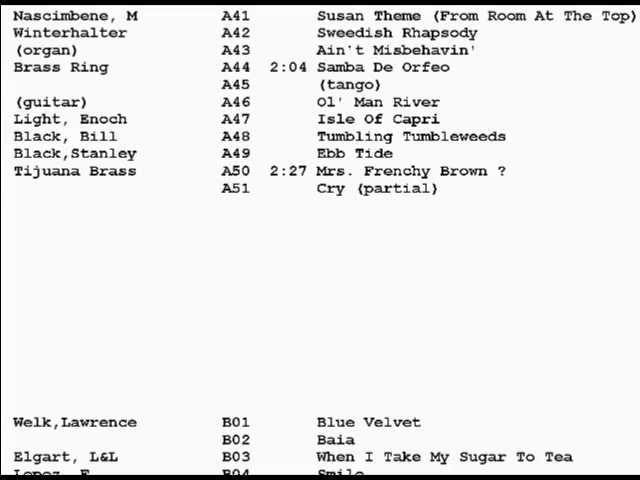 Nascimbene, M A41 Susan Theme (From Room At The Top)
Winterhalter A42 Sweedish Rhapsody
(organ) A43 Ain't Misbehavin'
Brass Ring A44 2:04 Samba De Orfeo
A45 (tango)
(guitar) A46 Ol' Man River
Light, Enoch A47 Isle Of Capri
Black, Bill A48 Tumbling Tumbleweeds
Black,Stanley A49 Ebb Tide
Tijuana Brass A50 2:27 Mrs. Frenchy Brown ?
A51 Cry (partial)
Welk,Lawrence B01 Blue Velvet
B02 Baia
Elgart, L&L B03 When I Take My Sugar To Tea
Lopez, F B04 Smile